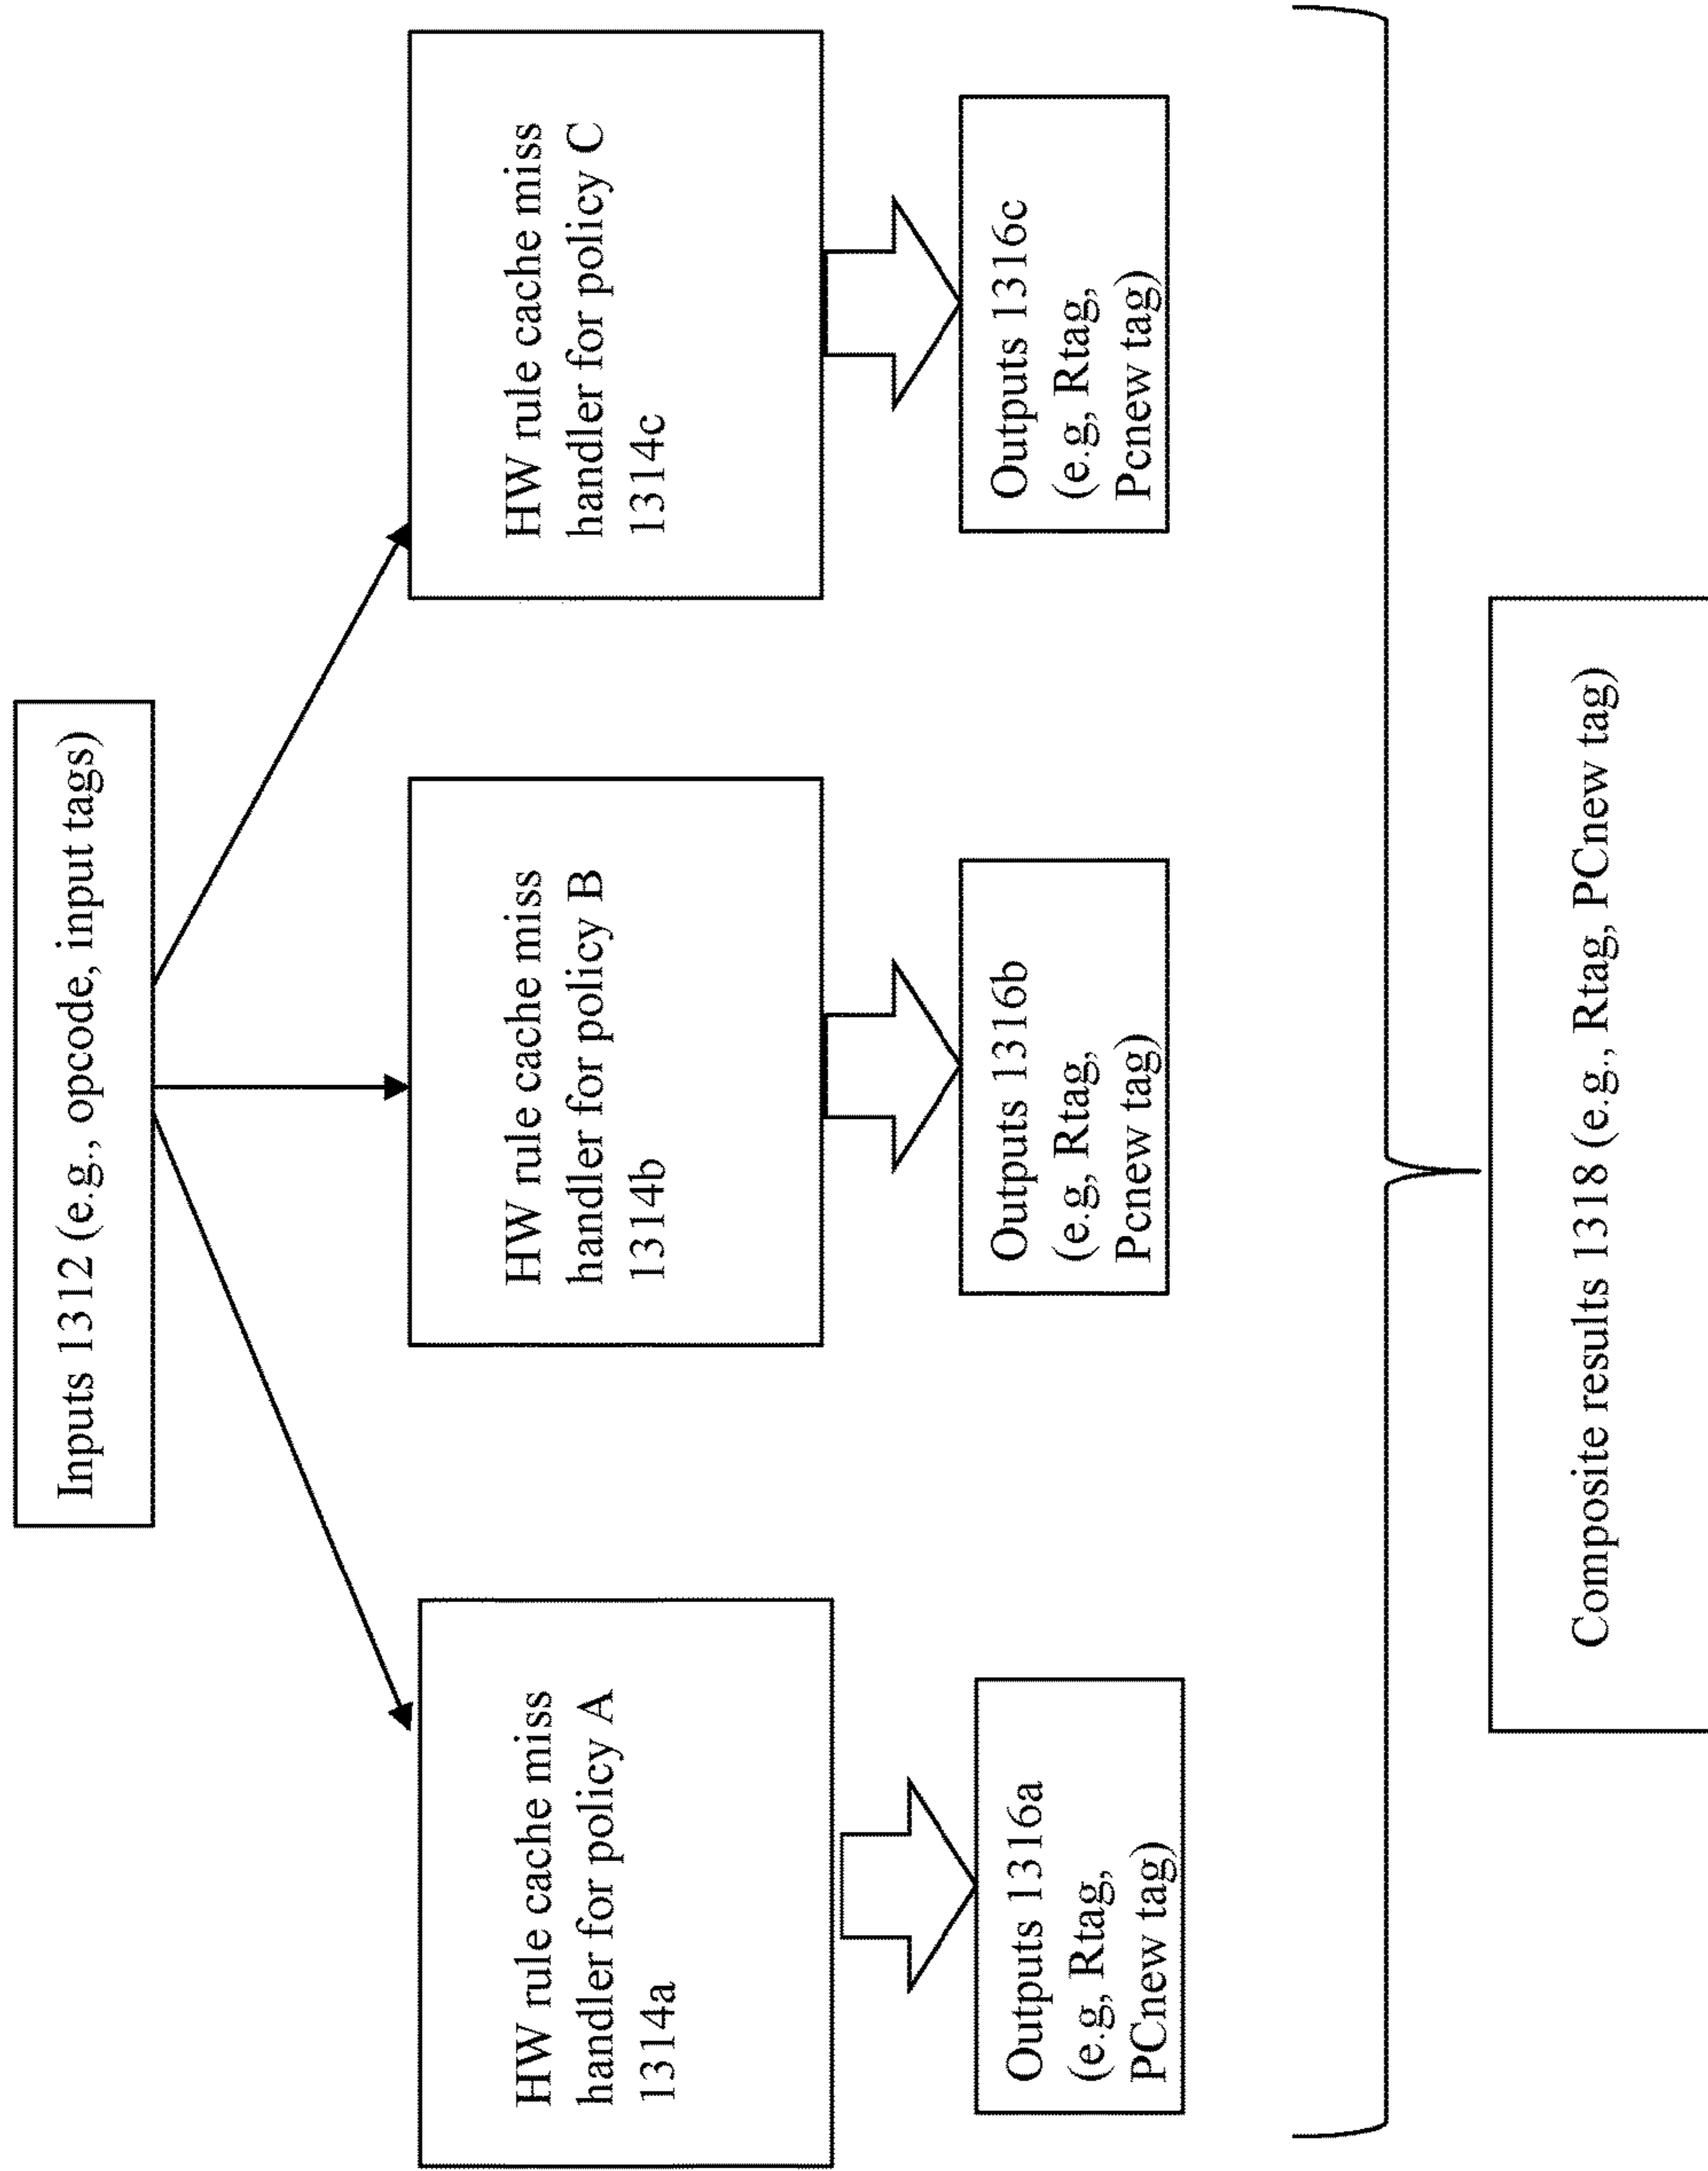 Inputs 1312 (e.g., opcode, input tags)
HW rule cache miss
handler for policy A
1314a
HW rule cache miss
handler for policy B
1314b
HW rule cache miss
handler for policy C
1314c
Outputs 1316a
(e.g, Rtag,
PCnew tag)
Outputs 1316b
(e.g, Rtag,
Pcnew tag)
Outputs 1316c
(e.g, Rtag,
Pcnew tag)
Composite results 1318 (e.g., Rtag, PCnew tag)